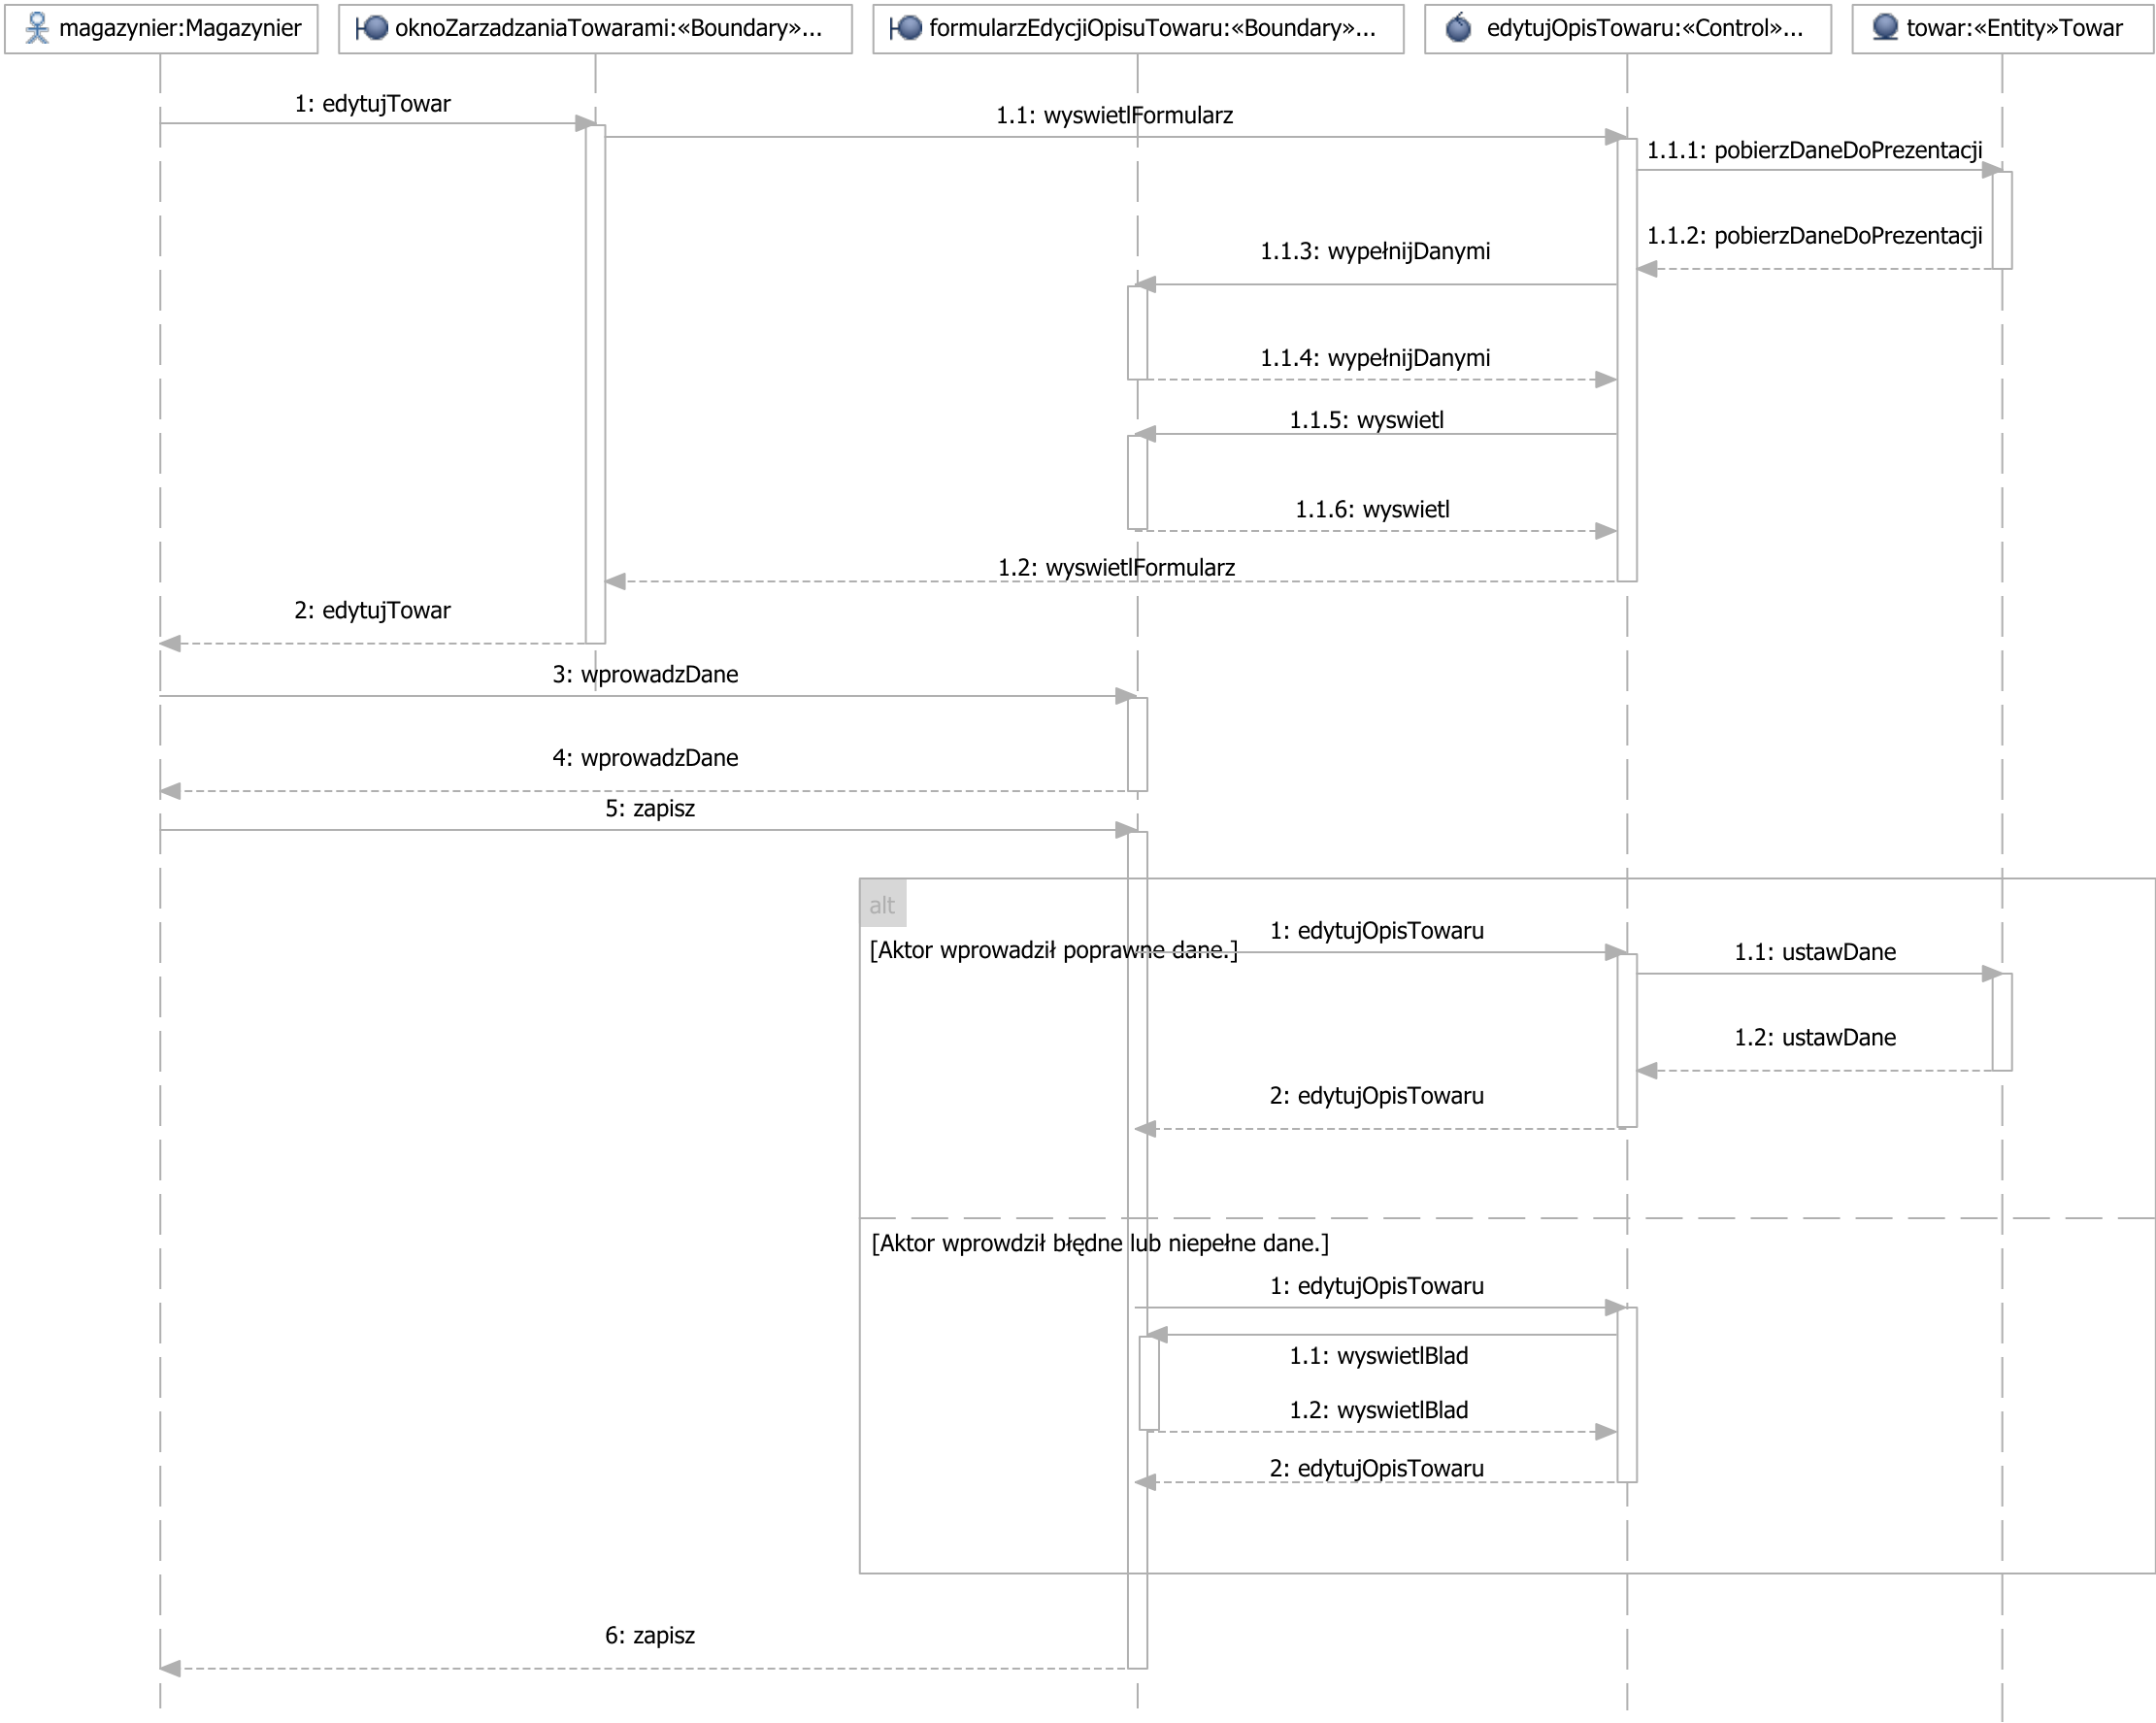 magazynier:Magazynier
oknoZarzadzaniaTowarami:«Boundary»...
formularzEdycjiOpisuTowaru:«Boundary»...
edytujOpisTowaru:«Control»...
towar:«Entity»Towar
1: edytujTowar
1.1: wyswietlFormularz
1.1.1: pobierzDaneDoPrezentacji
1.1.2: pobierzDaneDoPrezentacji
1.1.3: wypełnijDanymi
1.1.4: wypełnijDanymi
1.1.5: wyswietl
1.1.6: wyswietl
1.2: wyswietlFormularz
2: edytujTowar
3: wprowadzDane
4: wprowadzDane
5: zapisz
alt
[Aktor wprowadził poprawne dane.]
1: edytujOpisTowaru
1.1: ustawDane
1.2: ustawDane
2: edytujOpisTowaru
[Aktor wprowdził błędne lub niepełne dane.]
1: edytujOpisTowaru
1.1: wyswietlBlad
1.2: wyswietlBlad
2: edytujOpisTowaru
6: zapisz